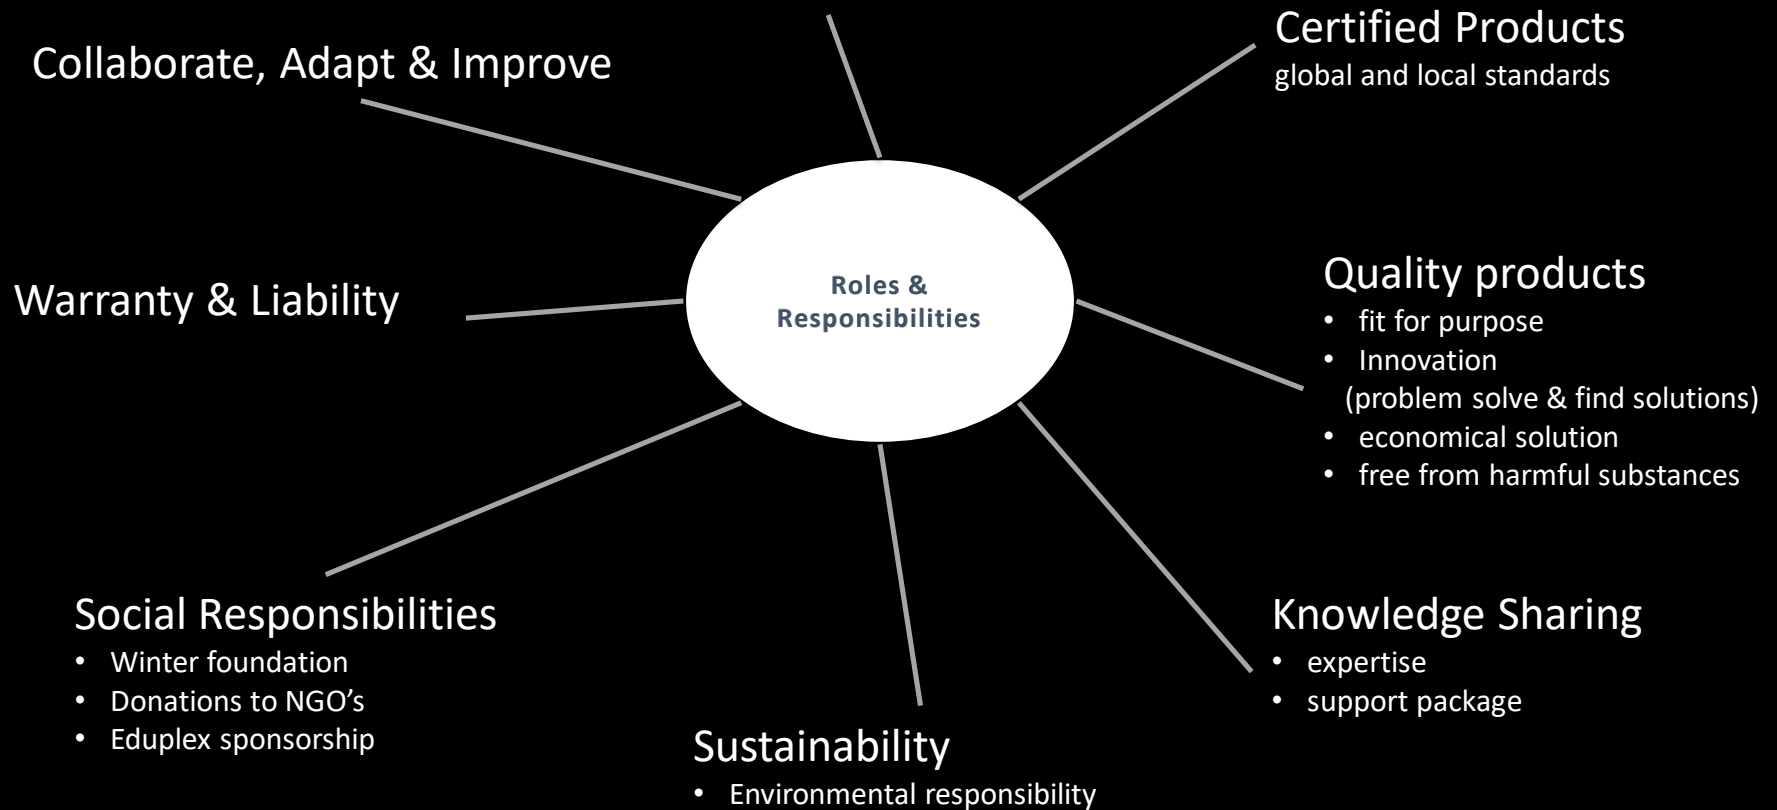 Collaborate, Adapt & Improve
Certified Products
global and local standards
Roles &
Responsibilities
Warranty & Liability
Quality products
• fit for purpose
• Innovation
(problem solve & find solutions)
• economical solution
• free from harmful substances
Social Responsibilities
• Winter foundation
• Donations to NGO’s
• Eduplex sponsorship
Knowledge Sharing
• expertise
• support package
Sustainability
• Environmental responsibility